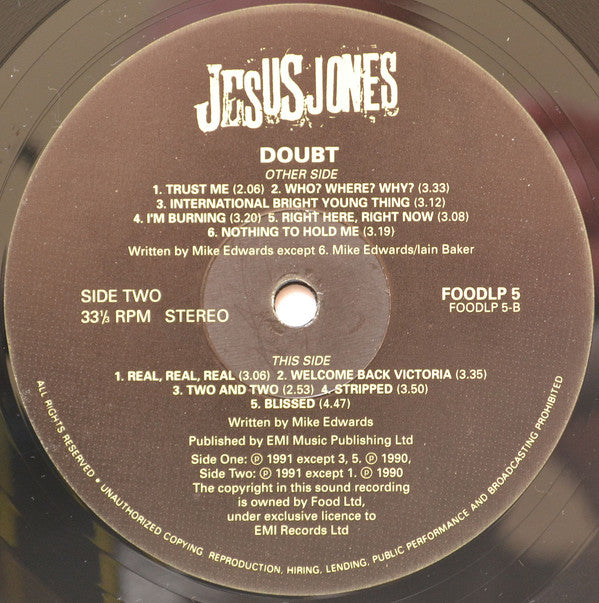 JESUS JONES
DOUBT
OTHER SIDE
1. TRUST ME (2.06) 2. WHO? WHERE? WHY? (3.33)
3. INTERNATIONAL BRIGHT YOUNG THING (3.12)
4. I'M BURNING (3.20) 5. RIGHT HERE, RIGHT NOW (3.08)
6. NOTHING TO HOLD ME (3.19)
Written by Mike Edwards except 6. Mike Edwards/Iain Baker
SIDE TWO
33⅓ RPM STEREO
FOODLP 5
FOODLP 5-B
THIS SIDE
1. REAL, REAL, REAL (3.06) 2. WELCOME BACK VICTORIA (3.35)
3. TWO AND TWO (2.53) 4. STRIPPED (3.50)
5. BLISSED (4.47)
Written by Mike Edwards
Published by EMI Music Publishing Ltd
Side One: ℗ 1991 except 3, 5. ℗ 1990,
Side Two: ℗ 1991 except 1. ℗ 1990
The copyright in this sound recording
is owned by Food Ltd,
under exclusive licence to
EMI Records Ltd
ALL RIGHTS RESERVED • UNAUTHORIZED COPYING, REPRODUCTION, HIRING, LENDING, PUBLIC PERFORMANCE AND BROADCASTING PROHIBITED